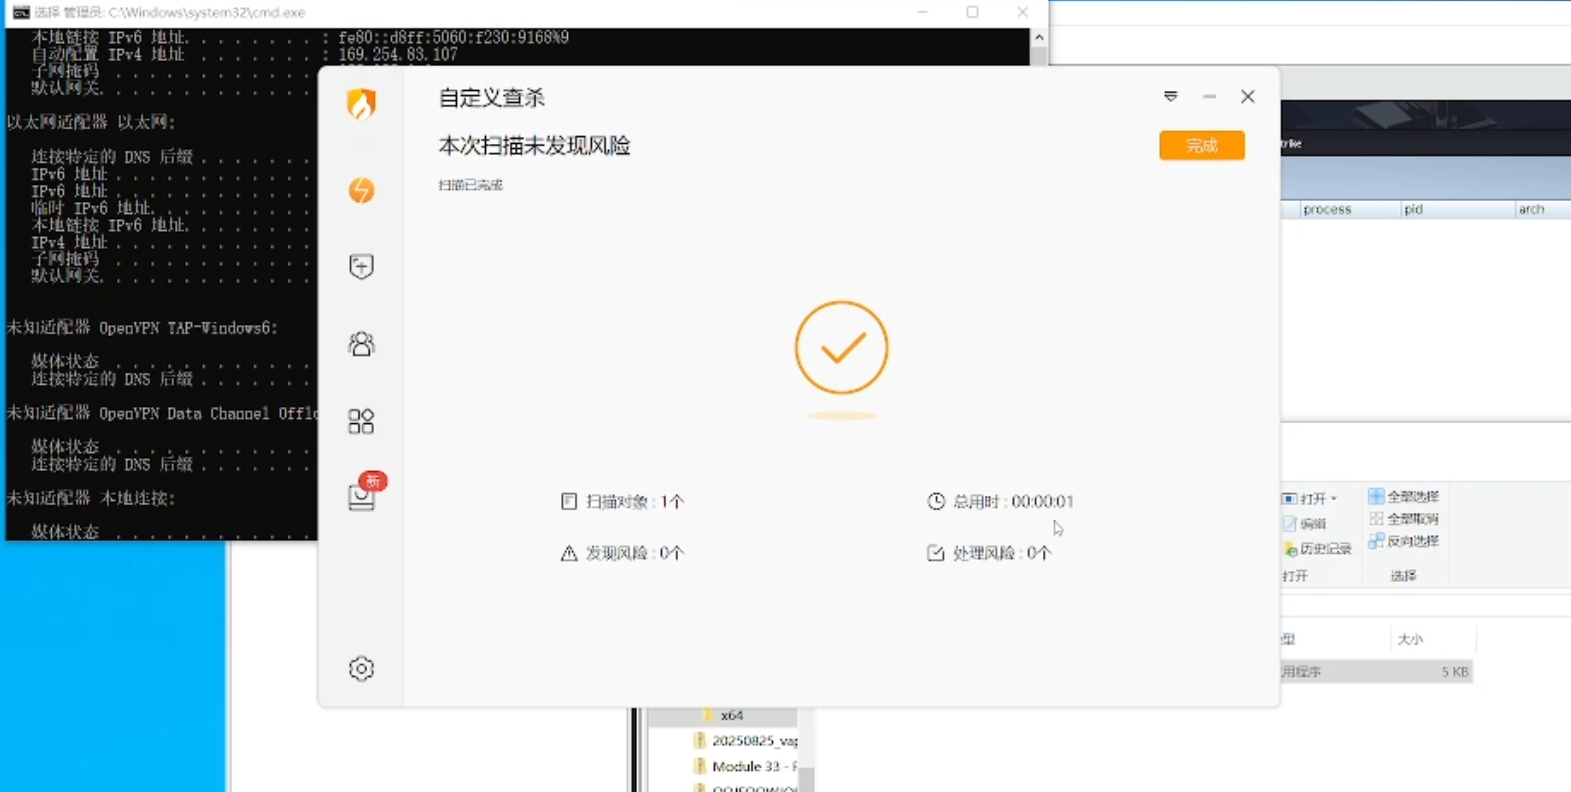 选择 管理员: C:\Windows\system32\cmd.exe
本地链接 IPv6 地址. . . . . . . . : fe80::d8ff:5060:f230:9168%9
自动配置 IPv4 地址 . . . . . . . : 169.254.83.107
子网掩码 . . . . . . . . . . . .
默认网关. . . . . . . . . . . . .
以太网适配器 以太网:
连接特定的 DNS 后缀 . . . . . . .
IPv6 地址 . . . . . . . . . . . .
IPv6 地址 . . . . . . . . . . . .
临时 IPv6 地址. . . . . . . . . .
本地链接 IPv6 地址. . . . . . . .
IPv4 地址 . . . . . . . . . . . .
子网掩码 . . . . . . . . . . . .
默认网关. . . . . . . . . . . . .
未知适配器 OpenVPN TAP-Windows6:
媒体状态 . . . . . . . . . . . .
连接特定的 DNS 后缀 . . . . . . .
未知适配器 OpenVPN Data Channel Offlo
媒体状态 . . . . . . . . . . . .
连接特定的 DNS 后缀 . . . . . . .
未知适配器 本地连接:
媒体状态 . . . . . . . . . . . .
自定义查杀
本次扫描未发现风险
完成
扫描已完成
新
扫描对象 : 1个
总用时 : 00:00:01
发现风险 : 0个
处理风险 : 0个
trike
process pid arch
打开
编辑
历史记录
打开
全部选择
全部取消
反向选择
选择
型 大小
用程序 5 KB
x64
20250825_vap
Module 33 - F